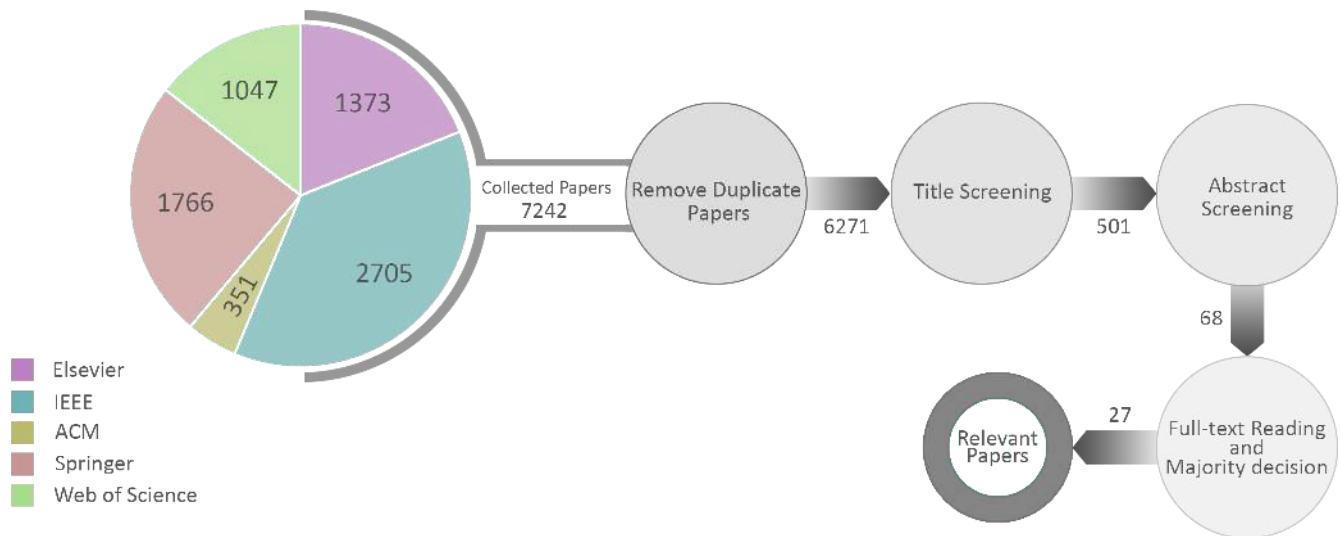 1047
1373
1766
351
2705
Collected Papers
7242
Remove Duplicate
Papers
6271
Title Screening
501
Abstract
Screening
68
Full-text Reading
and
Majority decision
27
Relevant
Papers
Elsevier
IEEE
ACM
Springer
Web of Science